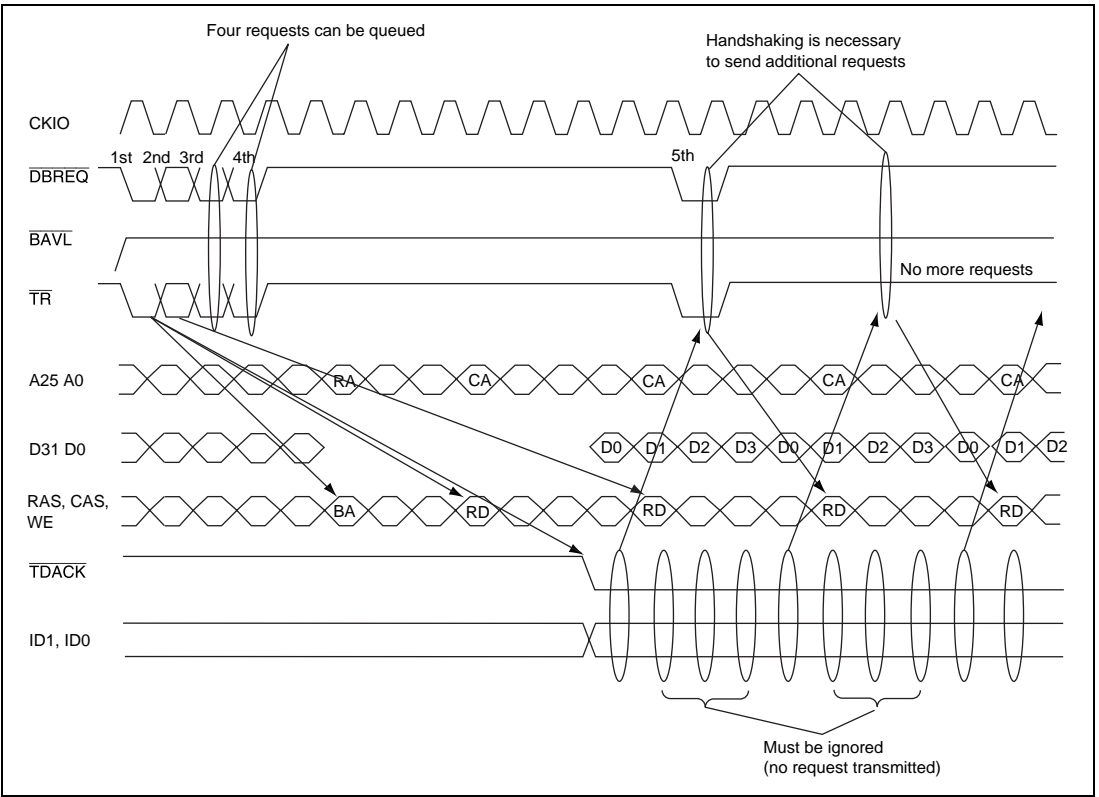 Four requests can be queued
Handshaking is necessary
to send additional requests
CKIO
1st 2nd 3rd 4th 5th
DBREQ
BAVL
No more requests
TR
A25 A0 RA CA CA CA CA
D31 D0 D0 D1 D2 D3 D0 D1 D2 D3 D0 D1 D2
RAS, CAS,
WE BA RD RD RD RD
TDACK
ID1, ID0
Must be ignored
(no request transmitted)